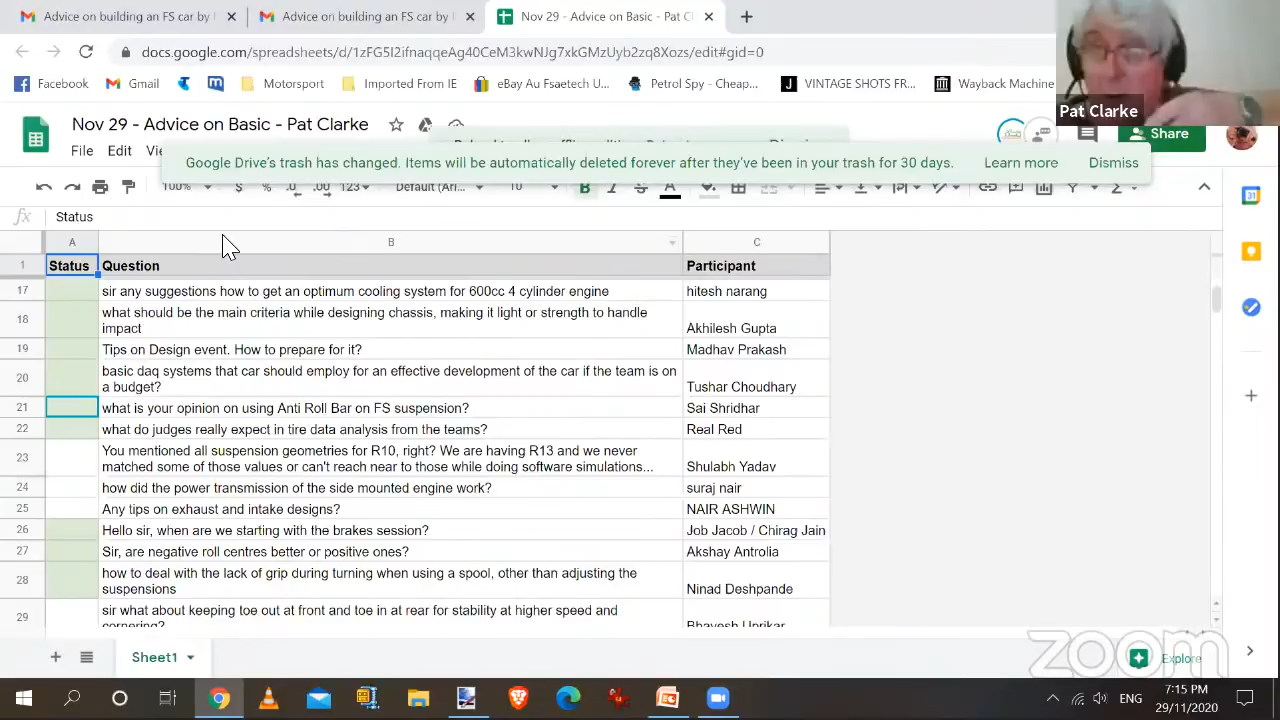 Advice on building an FS car by
Advice on building an FS car by
Nov 29 - Advice on Basic - Pat Cl
docs.google.com/spreadsheets/d/1zFG5I2ifnaqqeAg40CeM3kwNJg7xkGMzUyb2zq8Xozs/edit#gid=0
Facebook Gmail Motorsport Imported From IE eBay Au Fsaetech U... Petrol Spy - Cheap... VINTAGE SHOTS FR... Wayback Machine
Pat Clarke
Nov 29 - Advice on Basic - Pat Clarke
Share
File Edit
Google Drive's trash has changed. Items will be automatically deleted forever after they've been in your trash for 30 days. Learn more Dismiss
100% $ % .0 .00 123 Default (Ari... 10 B
fx Status
A B C
1 Status Question Participant
17 sir any suggestions how to get an optimum cooling system for 600cc 4 cylinder engine hitesh narang
18 what should be the main criteria while designing chassis, making it light or strength to handle
impact Akhilesh Gupta
19 Tips on Design event. How to prepare for it? Madhav Prakash
20 basic daq systems that car should employ for an effective development of the car if the team is on
a budget? Tushar Choudhary
21 what is your opinion on using Anti Roll Bar on FS suspension? Sai Shridhar
22 what do judges really expect in tire data analysis from the teams? Real Red
23 You mentioned all suspension geometries for R10, right? We are having R13 and we never
matched some of those values or can't reach near to those while doing software simulations... Shulabh Yadav
24 how did the power transmission of the side mounted engine work? suraj nair
25 Any tips on exhaust and intake designs? NAIR ASHWIN
26 Hello sir, when are we starting with the brakes session? Job Jacob / Chirag Jain
27 Sir, are negative roll centres better or positive ones? Akshay Antrolia
28 how to deal with the lack of grip during turning when using a spool, other than adjusting the
suspensions Ninad Deshpande
29 sir what about keeping toe out at front and toe in at rear for stability at higher speed and
cornering? Bhavesh Uprikar
Sheet1
zoom
Explore
ENG
7:15 PM
29/11/2020